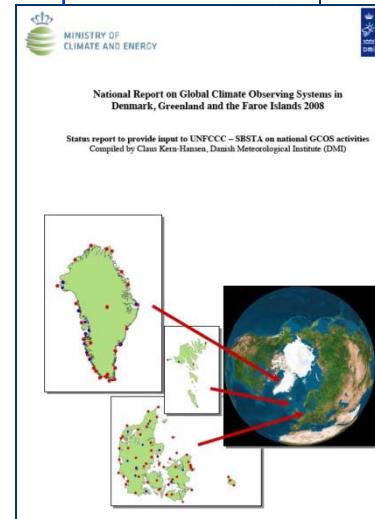 MINISTRY OF
CLIMATE AND ENERGY
DMI
National Report on Global Climate Observing Systems in
Denmark, Greenland and the Faroe Islands 2008
Status report to provide input to UNFCCC – SBSTA on national GCOS activities
Compiled by Claus Kern-Hansen, Danish Meteorological Institute (DMI)